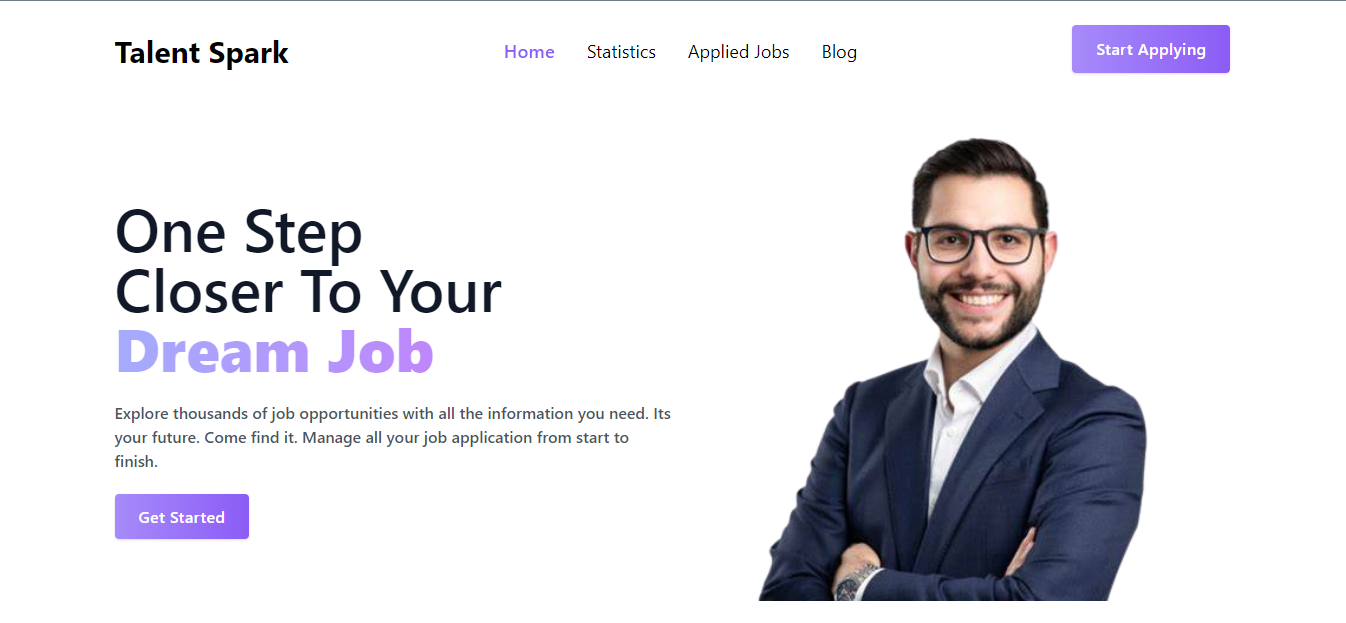 Talent Spark
Home Statistics Applied Jobs Blog
Start Applying
One Step
Closer To Your
Dream Job
Explore thousands of job opportunities with all the information you need. Its
your future. Come find it. Manage all your job application from start to
finish.
Get Started